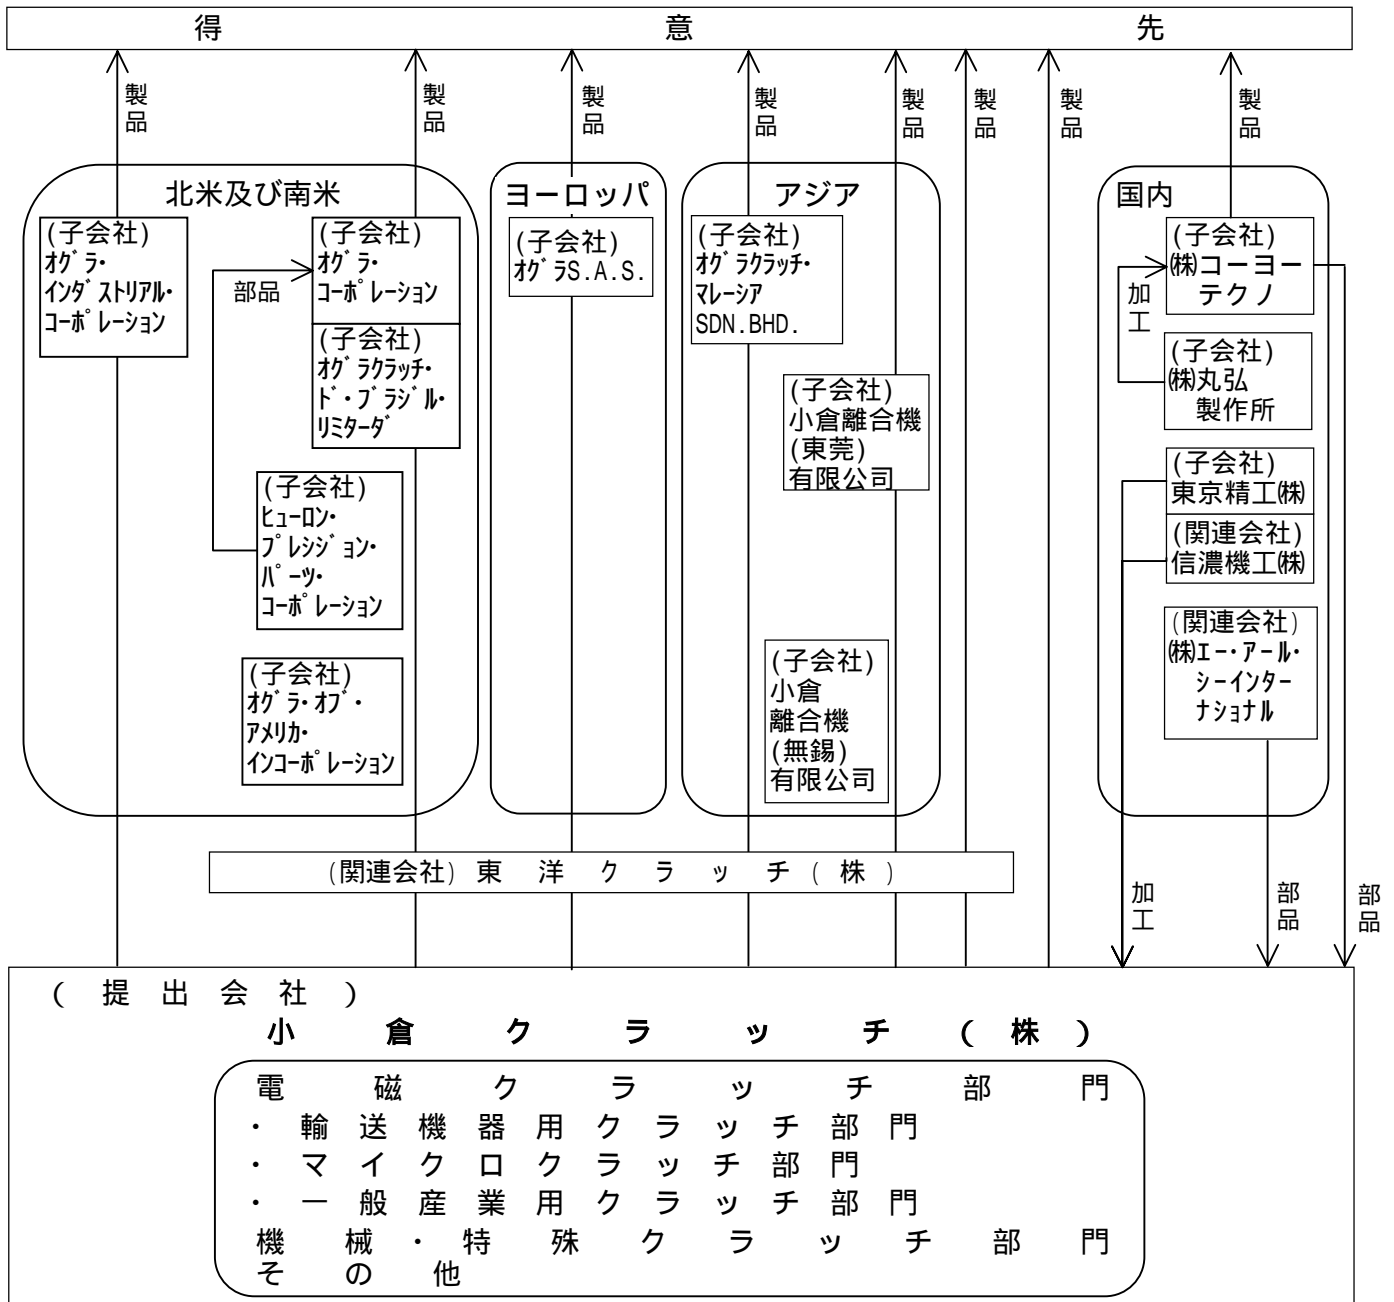 得意先
製品
製品
製品
製品
製品
製品
製品
製品
北米及び南米
(子会社)
オグラ・
インダストリアル・
コーポレーション
部品
(子会社)
オグラ・
コーポレーション
(子会社)
オグラクラッチ・
ド・ブラジル・
リミターダ
(子会社)
ヒューロン・
プレシジョン・
パーツ・
コーポレーション
(子会社)
オグラ・オブ・
アメリカ・
インコーポレーション
ヨーロッパ
(子会社)
オグラS.A.S.
アジア
(子会社)
オグラクラッチ・
マレーシア
SDN.BHD.
(子会社)
小倉離合機
(東莞)
有限公司
(子会社)
小倉
離合機
(無錫)
有限公司
国内
(子会社)
㈱コーヨー
テクノ
加工
(子会社)
㈱丸弘
製作所
(子会社)
東京精工㈱
(関連会社)
信濃機工㈱
(関連会社)
㈱エー・アール・
シーインター
ナショナル
(関連会社)東洋クラッチ(株)
加工
部品
部品
(提出会社)
小倉クラッチ(株)
電磁クラッチ部門
・輸送機器用クラッチ部門
・マイクロクラッチ部門
・一般産業用クラッチ部門
機械・特殊クラッチ部門
その他